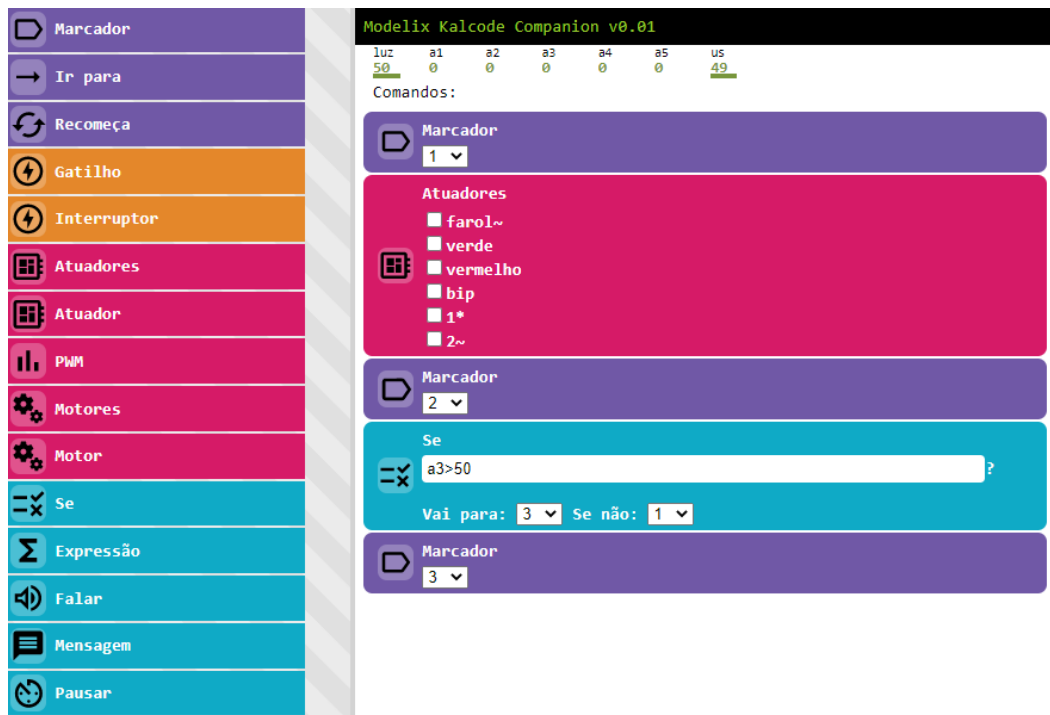 Marcador
Ir para
Recomeça
Gatilho
Interruptor
Atuadores
Atuador
PWM
Motores
Motor
Se
Expressão
Falar
Mensagem
Pausar
Modelix Kalcode Companion v0.01
luz a1 a2 a3 a4 a5 us
50 0 0 0 0 0 49
Comandos:
Marcador
1
Atuadores
farol~
verde
vermelho
bip
1*
2~
Marcador
2
Se
a3>50 ?
Vai para: 3 Se não: 1
Marcador
3